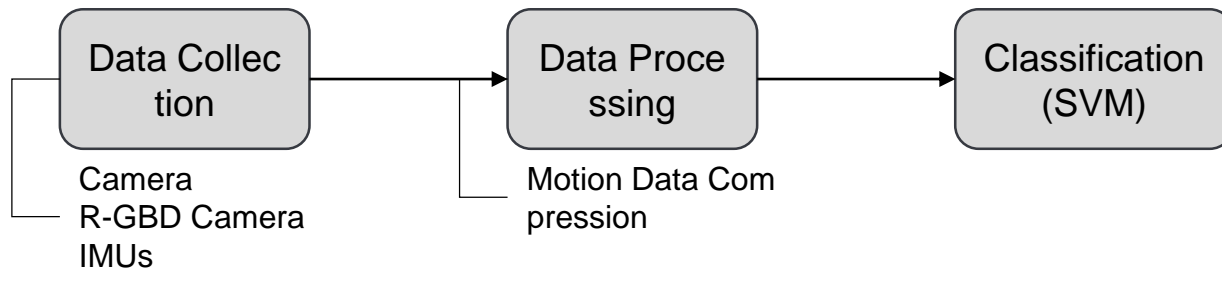 Data Collec
tion
Data Proce
ssing
Classification
(SVM)
Camera
R-GBD Camera
IMUs
Motion Data Com
pression